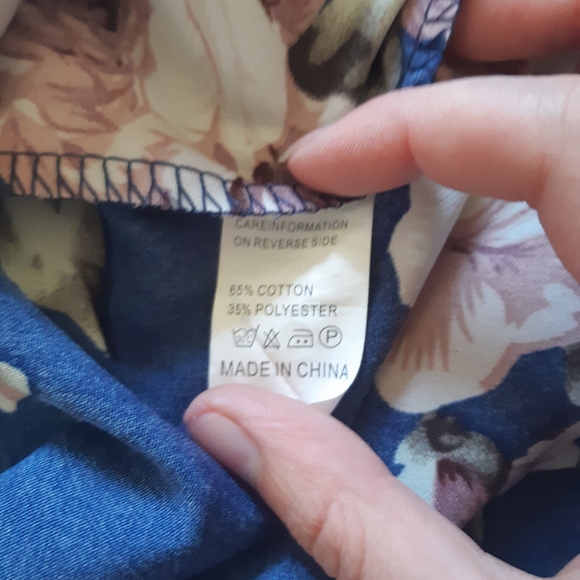 CAREINFORMATION
ON REVERSE SIDE
65% COTTON
35% POLYESTER
P
MADE IN CHINA